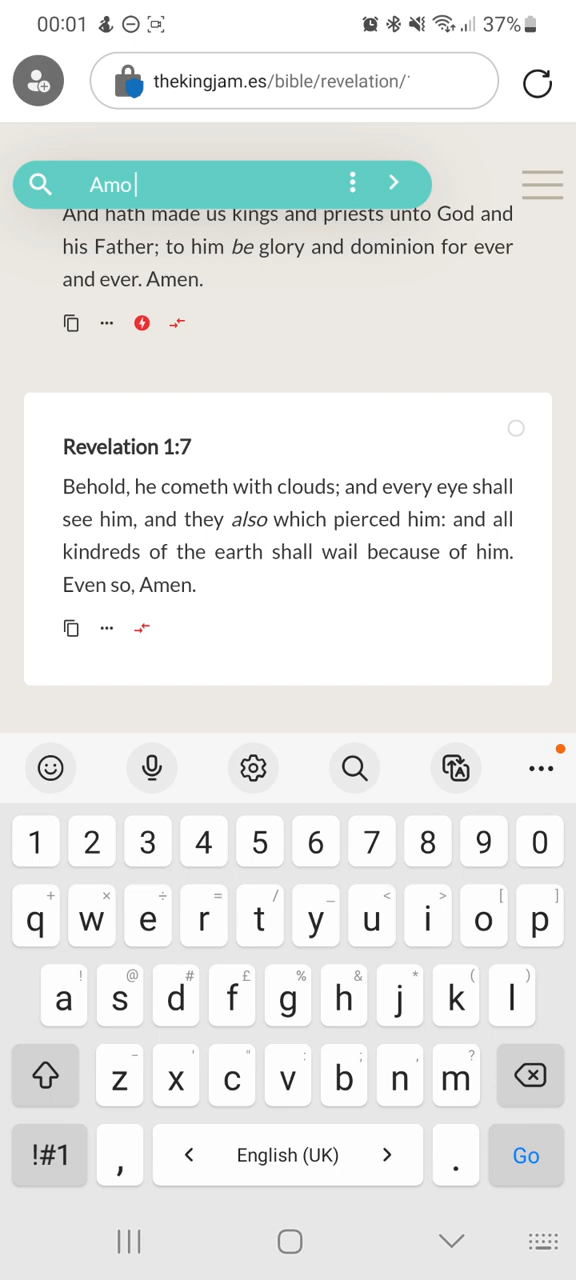 00:01 37%
thekingjam.es/bible/revelation/
Amo
And hath made us kings and priests unto God and
his Father; to him be glory and dominion for ever
and ever. Amen.
Revelation 1:7
Behold, he cometh with clouds; and every eye shall
see him, and they also which pierced him: and all
kindreds of the earth shall wail because of him.
Even so, Amen.
1 2 3 4 5 6 7 8 9 0
+ × ÷ = / _ < > [ ]
q w e r t y u i o p
! @ # £ % & * ( )
a s d f g h j k l
- ' " : ; , ?
z x c v b n m
!#1 , < English (UK) > . Go